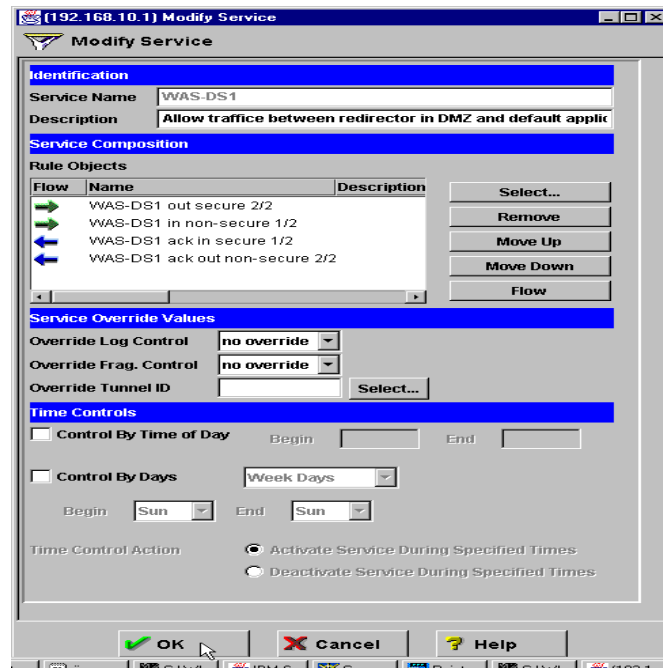 (192.168.10.1) Modify Service
Modify Service
Identification
Service Name WAS-DS1
Description Allow traffice between redirector in DMZ and default applic
Service Composition
Rule Objects
Flow Name Description
WAS-DS1 out secure 2/2
WAS-DS1 in non-secure 1/2
WAS-DS1 ack in secure 1/2
WAS-DS1 ack out non-secure 2/2
Select...
Remove
Move Up
Move Down
Flow
Service Override Values
Override Log Control no override
Override Frag. Control no override
Override Tunnel ID Select...
Time Controls
Control By Time of Day Begin End
Control By Days Week Days
Begin Sun End Sun
Time Control Action Activate Service During Specified Times
Deactivate Service During Specified Times
OK Cancel Help